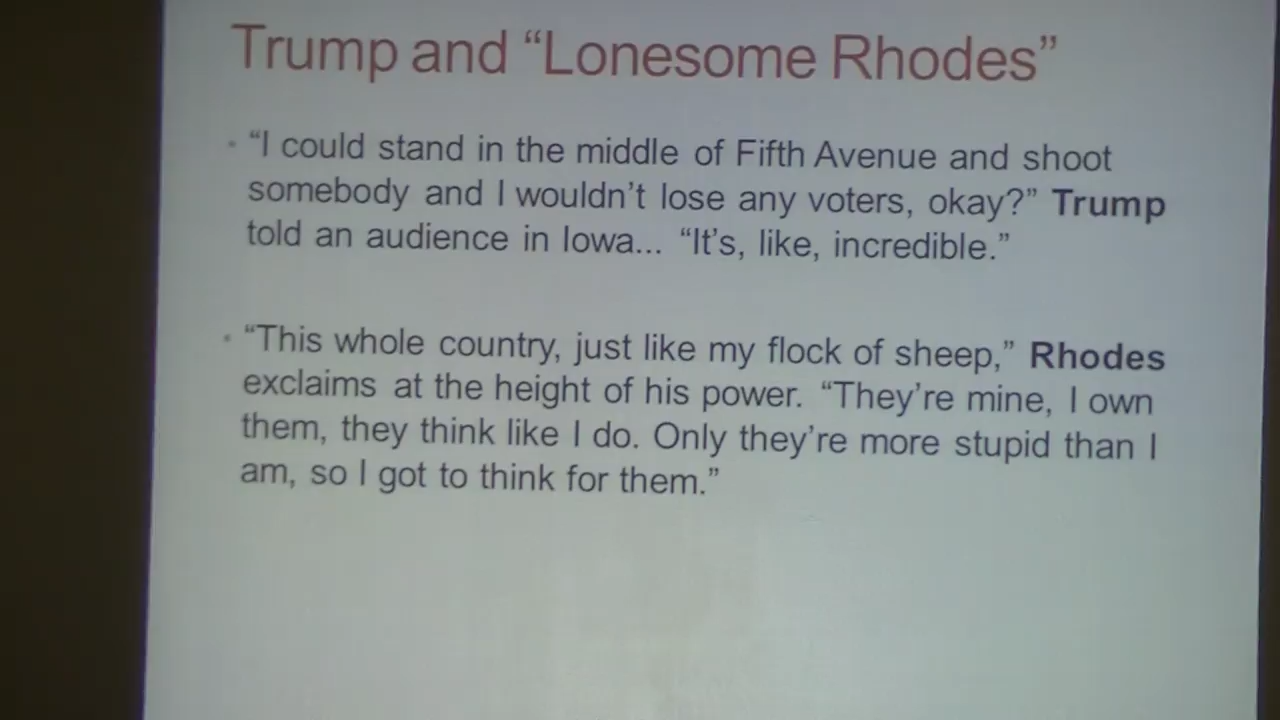 Trump and “Lonesome Rhodes”
• “I could stand in the middle of Fifth Avenue and shoot
somebody and I wouldn’t lose any voters, okay?” Trump
told an audience in Iowa... “It’s, like, incredible.”
• “This whole country, just like my flock of sheep,” Rhodes
exclaims at the height of his power. “They’re mine, I own
them, they think like I do. Only they’re more stupid than I
am, so I got to think for them.”